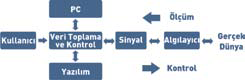 PC
Ölçüm
Kullanıcı
Veri Toplama
ve Kontrol
Sinyal
Algılayıcı
Gerçek
Dünya
Yazılım
Kontrol